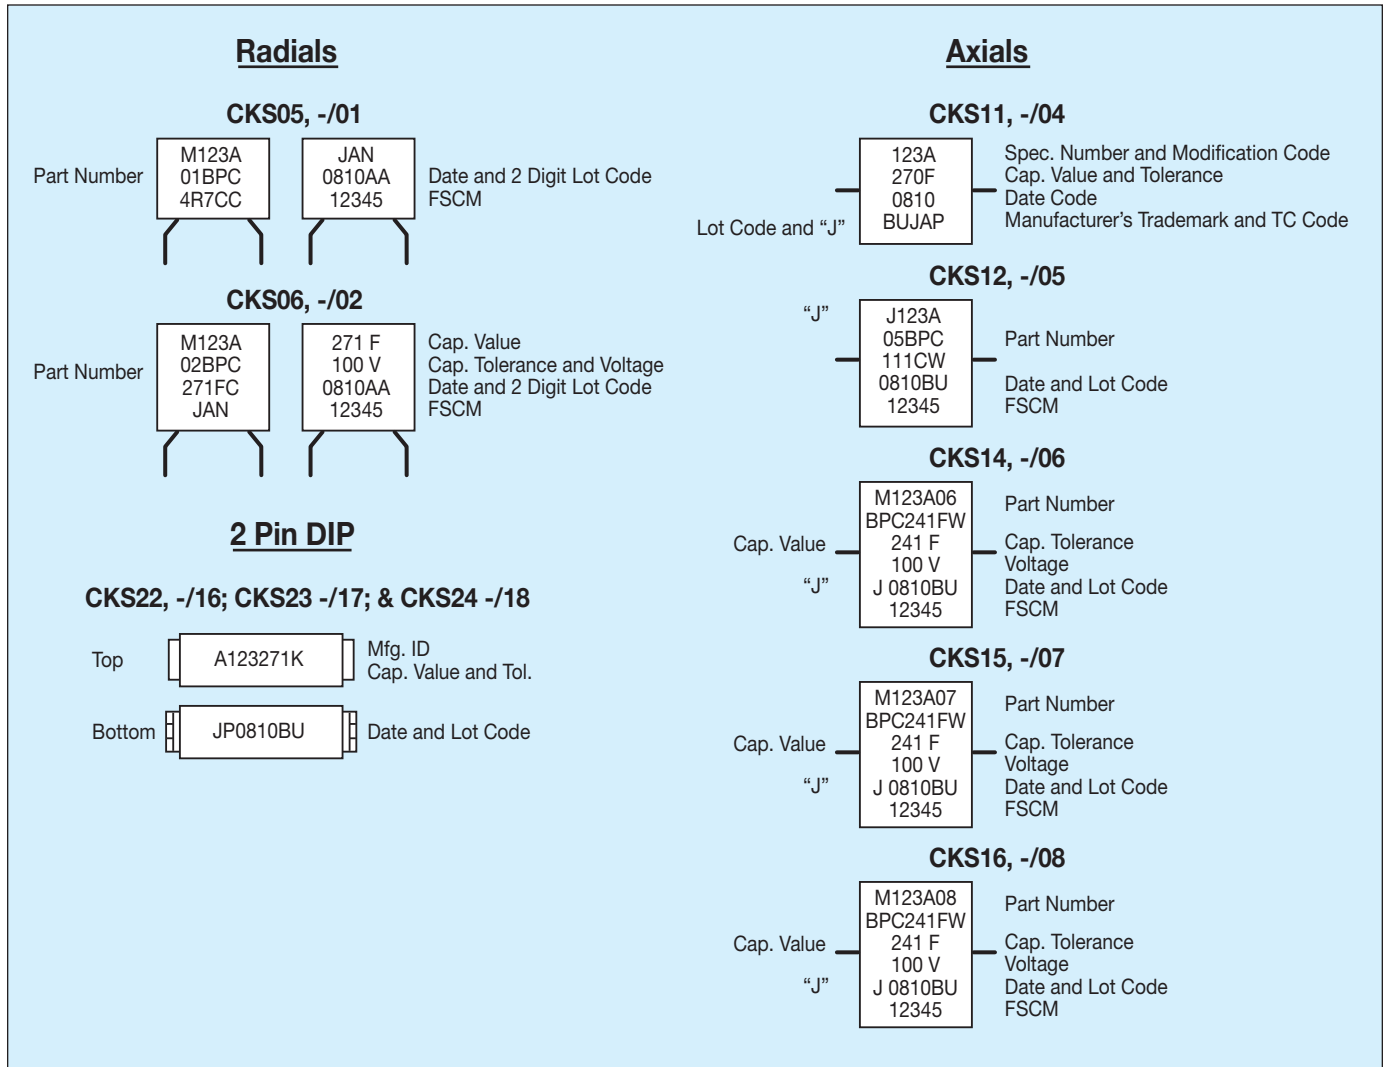 Radials
CKS05, -/01
Part Number
M123A
01BPC
4R7CC
JAN
0810AA
12345
Date and 2 Digit Lot Code
FSCM
CKS06, -/02
Part Number
M123A
02BPC
271FC
JAN
271 F
100 V
0810AA
12345
Cap. Value
Cap. Tolerance and Voltage
Date and 2 Digit Lot Code
FSCM
2 Pin DIP
CKS22, -/16; CKS23 -/17; & CKS24 -/18
Top
A123271K
Mfg. ID
Cap. Value and Tol.
Bottom
JP0810BU
Date and Lot Code
Axials
CKS11, -/04
Lot Code and “J”
123A
270F
0810
BUJAP
Spec. Number and Modification Code
Cap. Value and Tolerance
Date Code
Manufacturer’s Trademark and TC Code
CKS12, -/05
“J”
J123A
05BPC
111CW
0810BU
12345
Part Number
Date and Lot Code
FSCM
CKS14, -/06
Cap. Value
“J”
M123A06
BPC241FW
241 F
100 V
J 0810BU
12345
Part Number
Cap. Tolerance
Voltage
Date and Lot Code
FSCM
CKS15, -/07
Cap. Value
“J”
M123A07
BPC241FW
241 F
100 V
J 0810BU
12345
Part Number
Cap. Tolerance
Voltage
Date and Lot Code
FSCM
CKS16, -/08
Cap. Value
“J”
M123A08
BPC241FW
241 F
100 V
J 0810BU
12345
Part Number
Cap. Tolerance
Voltage
Date and Lot Code
FSCM